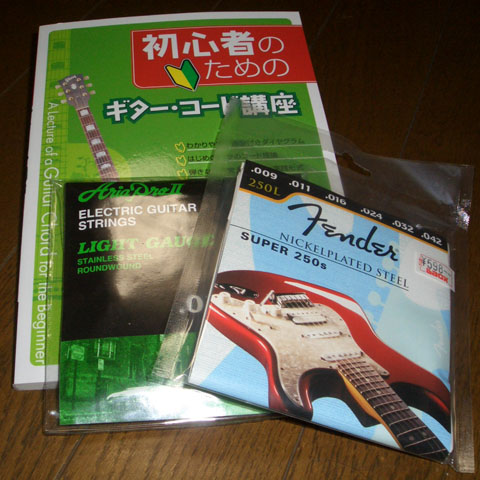 初心者の
ための
ギター・コード講座
A Lecture of a Guitar Chord for the Beginner
Aria Pro II
ELECTRIC GUITAR
STRINGS
LIGHT GAUGE
STAINLESS STEEL
ROUNDWOUND
.009 .011 .016 .024 .032 .042
250L
Fender
NICKELPLATED STEEL
SUPER 250s
¥598